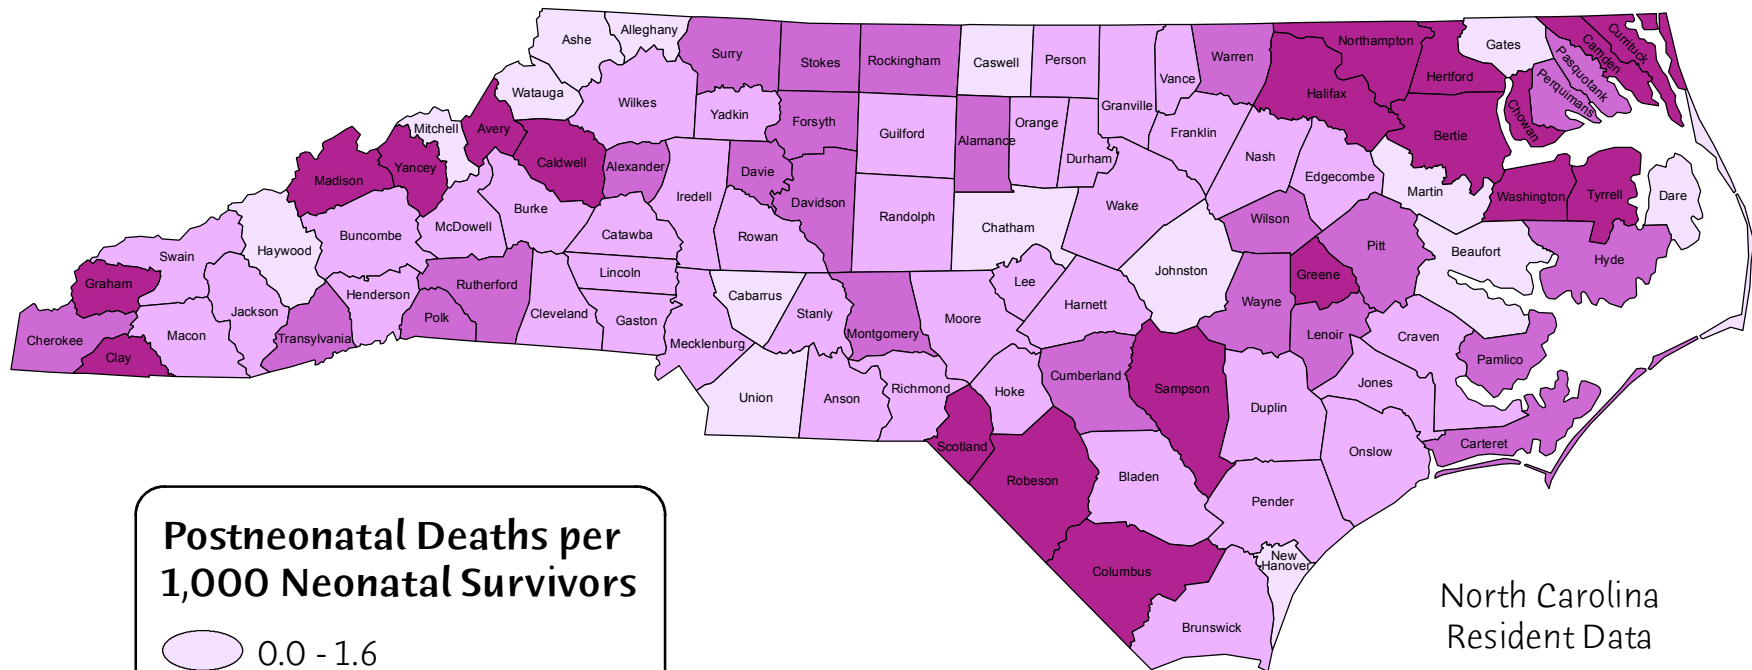 Ashe
Alleghany
Surry
Stokes
Rockingham
Caswell
Person
Granville
Vance
Warren
Northampton
Halifax
Hertford
Gates
Camden
Currituck
Pasquotank
Perquimans
Chowan
Bertie
Watauga
Wilkes
Yadkin
Forsyth
Guilford
Alamance
Orange
Durham
Franklin
Nash
Edgecombe
Martin
Washington
Tyrrell
Dare
Mitchell
Avery
Caldwell
Alexander
Davie
Iredell
Davidson
Randolph
Chatham
Wake
Wilson
Pitt
Beaufort
Hyde
Madison
Yancey
McDowell
Burke
Catawba
Rowan
Johnston
Greene
Swain
Haywood
Buncombe
Rutherford
Lincoln
Cabarrus
Stanly
Montgomery
Moore
Lee
Harnett
Wayne
Lenoir
Craven
Pamlico
Graham
Jackson
Henderson
Polk
Cleveland
Gaston
Mecklenburg
Cherokee
Clay
Macon
Transylvania
Union
Anson
Richmond
Hoke
Cumberland
Sampson
Duplin
Jones
Onslow
Carteret
Scotland
Robeson
Bladen
Pender
Columbus
New
Hanover
Brunswick
Postneonatal Deaths per
1,000 Neonatal Survivors
0.0 - 1.6
North Carolina
Resident Data